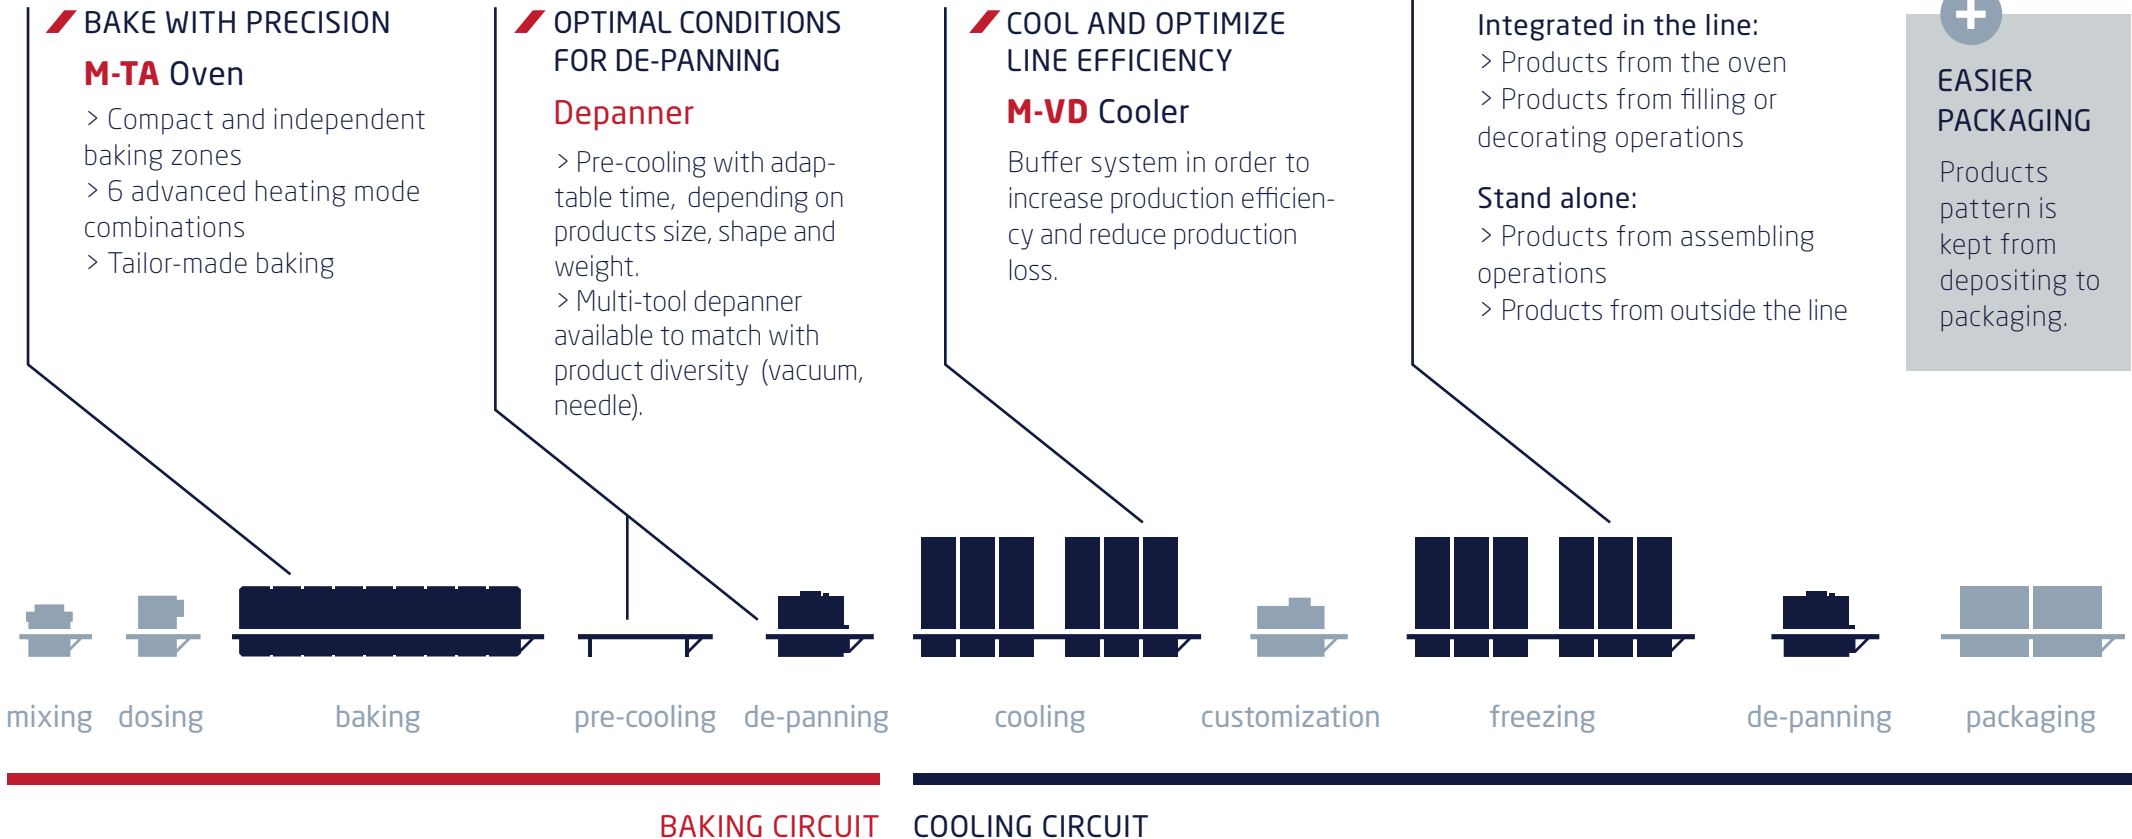 BAKE WITH PRECISION
M-TA Oven
> Compact and independent
baking zones
> 6 advanced heating mode
combinations
> Tailor-made baking
OPTIMAL CONDITIONS
FOR DE-PANNING
Depanner
> Pre-cooling with adap-
table time, depending on
products size, shape and
weight.
> Multi-tool depanner
available to match with
product diversity (vacuum,
needle).
COOL AND OPTIMIZE
LINE EFFICIENCY
M-VD Cooler
Buffer system in order to
increase production efficien-
cy and reduce production
loss.
Integrated in the line:
> Products from the oven
> Products from filling or
decorating operations
Stand alone:
> Products from assembling
operations
> Products from outside the line
+
EASIER
PACKAGING
Products
pattern is
kept from
depositing to
packaging.
mixing dosing baking pre-cooling de-panning cooling customization freezing de-panning packaging
BAKING CIRCUIT COOLING CIRCUIT